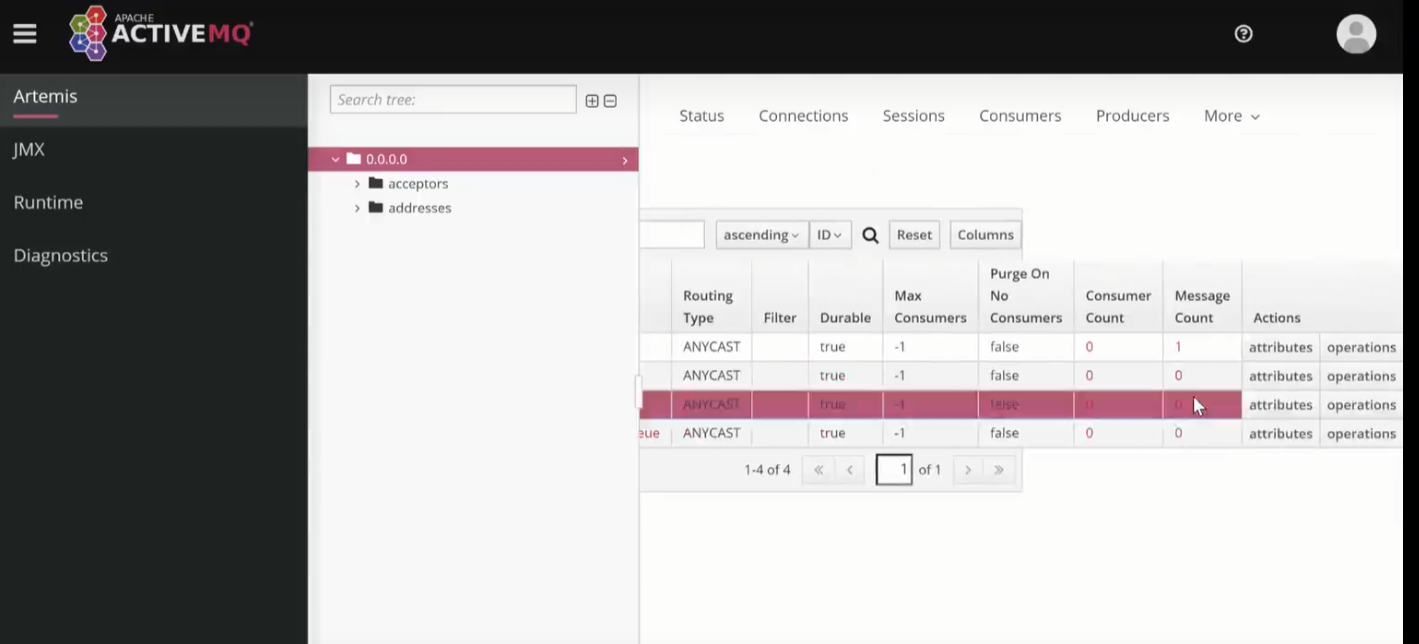 APACHE
ACTIVEMQ
Artemis
JMX
Runtime
Diagnostics
Search tree:
0.0.0.0
acceptors
addresses
Status Connections Sessions Consumers Producers More
ascending ID Reset Columns
Routing Type Filter Durable Max Consumers Purge On No Consumers Consumer Count Message Count Actions
ANYCAST true -1 false 0 1 attributes operations
ANYCAST true -1 false 0 0 attributes operations
ANYCAST true -1 false 0 0 attributes operations
eue ANYCAST true -1 false 0 0 attributes operations
1-4 of 4 « ‹ 1 of 1 › »